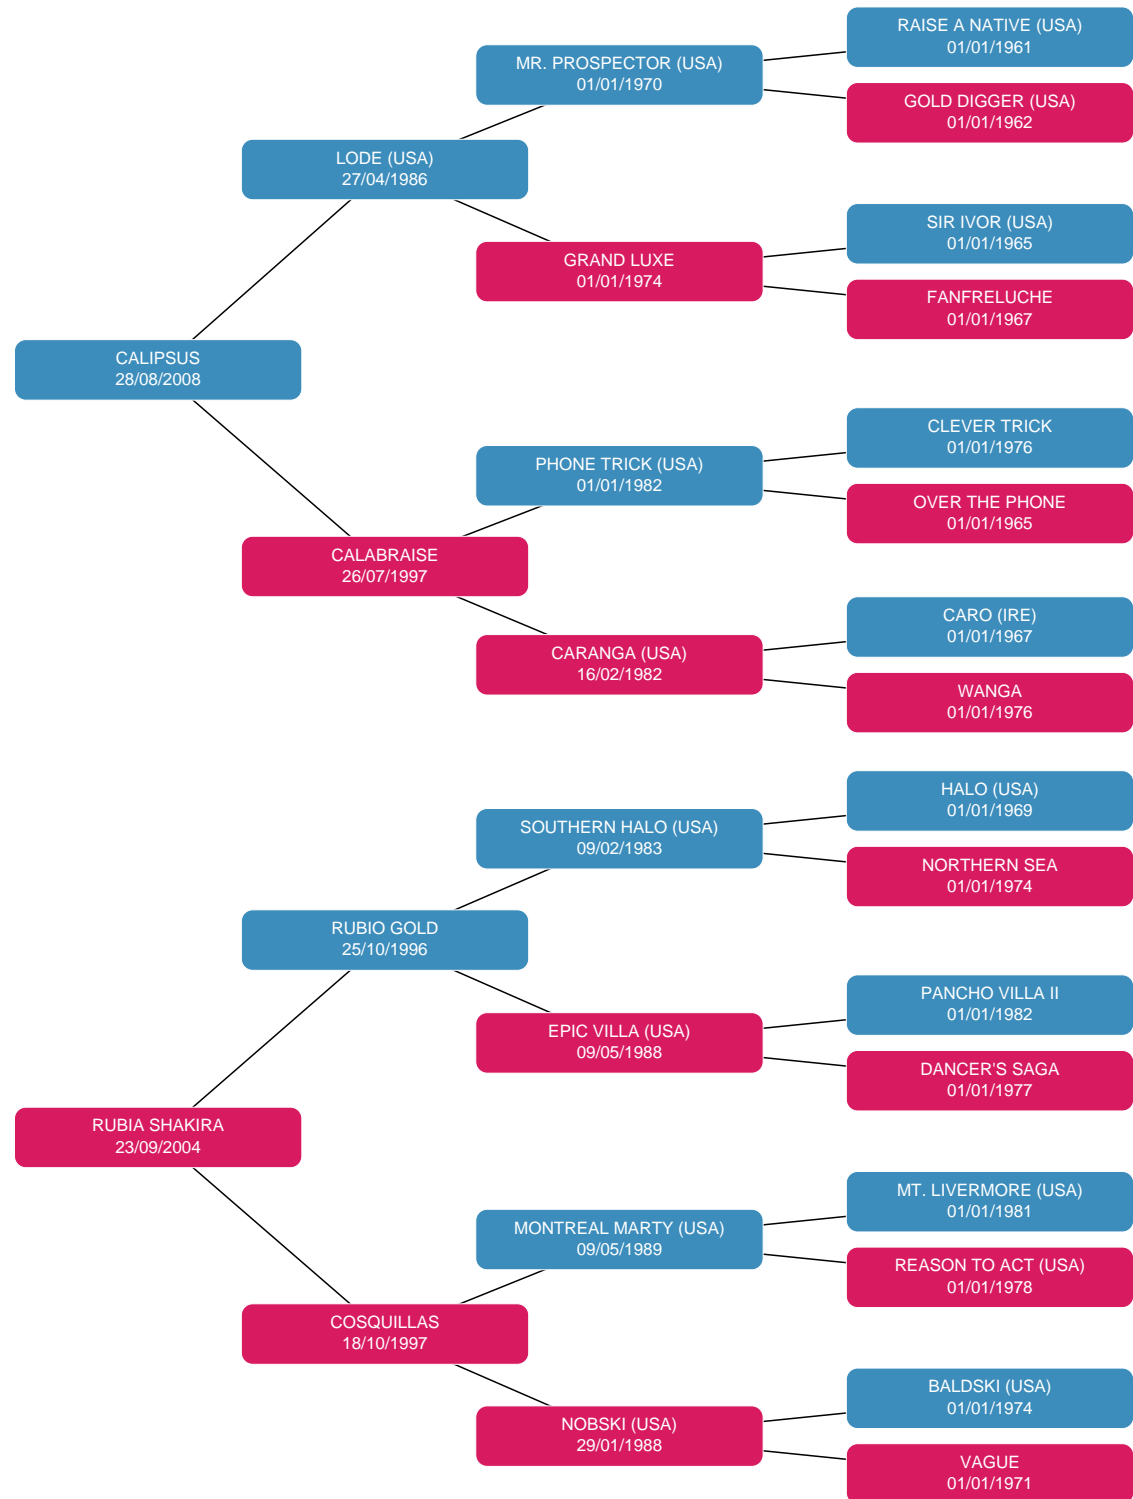 RAISE A NATIVE (USA)
01/01/1961
MR. PROSPECTOR (USA)
01/01/1970
GOLD DIGGER (USA)
01/01/1962
LODE (USA)
27/04/1986
SIR IVOR (USA)
01/01/1965
GRAND LUXE
01/01/1974
FANFRELUCHE
01/01/1967
CALIPSUS
28/08/2008
CLEVER TRICK
01/01/1976
PHONE TRICK (USA)
01/01/1982
OVER THE PHONE
01/01/1965
CALABRAISE
26/07/1997
CARO (IRE)
01/01/1967
CARANGA (USA)
16/02/1982
WANGA
01/01/1976
HALO (USA)
01/01/1969
SOUTHERN HALO (USA)
09/02/1983
NORTHERN SEA
01/01/1974
RUBIO GOLD
25/10/1996
PANCHO VILLA II
01/01/1982
EPIC VILLA (USA)
09/05/1988
DANCER'S SAGA
01/01/1977
RUBIA SHAKIRA
23/09/2004
MT. LIVERMORE (USA)
01/01/1981
MONTREAL MARTY (USA)
09/05/1989
REASON TO ACT (USA)
01/01/1978
COSQUILLAS
18/10/1997
BALDSKI (USA)
01/01/1974
NOBSKI (USA)
29/01/1988
VAGUE
01/01/1971